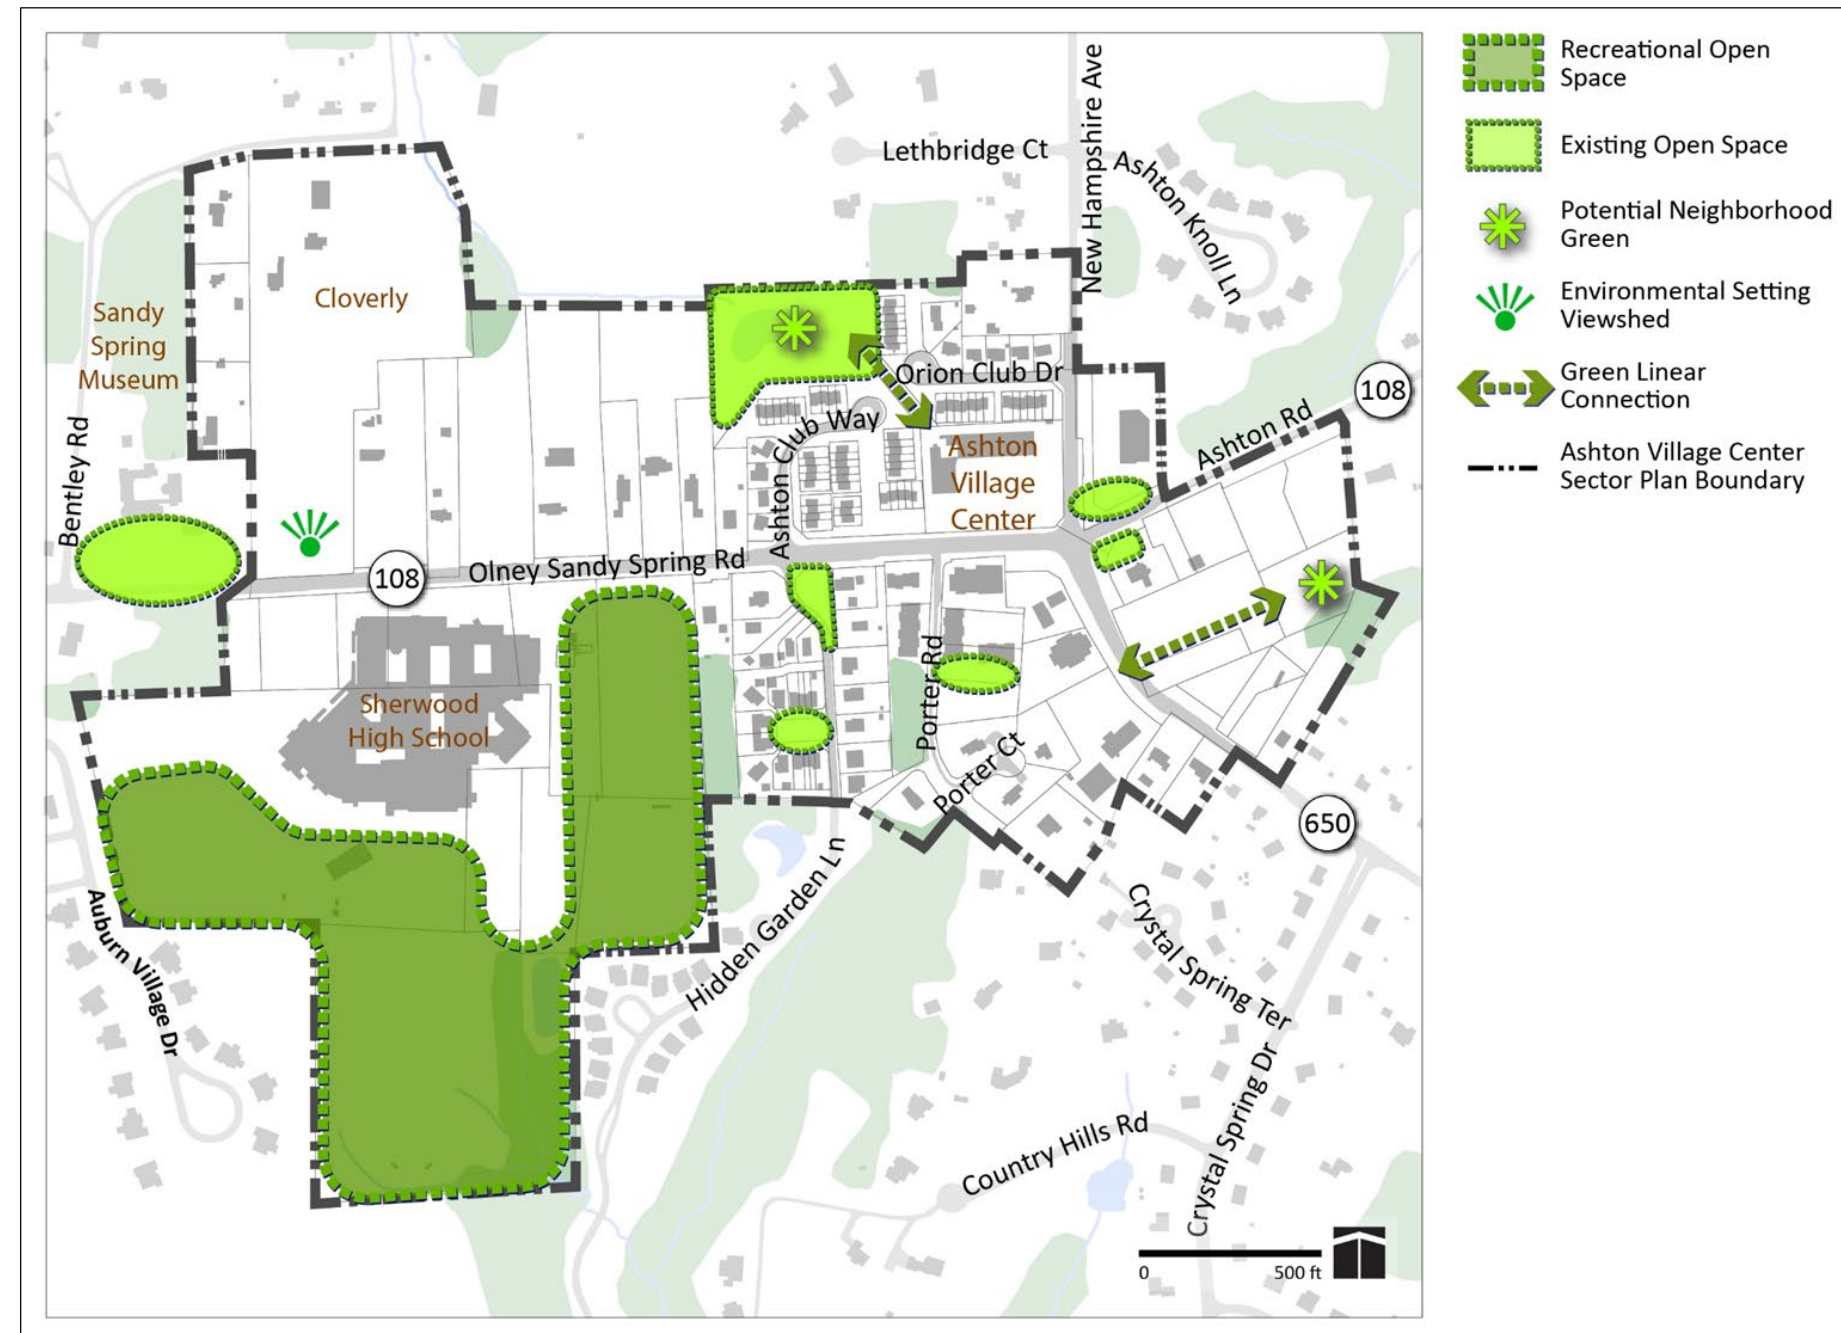 Recreational Open
Space
Existing Open Space
Potential Neighborhood
Green
Environmental Setting
Viewshed
Green Linear
Connection
Ashton Village Center
Sector Plan Boundary
New Hampshire Ave
Lethbridge Ct
Ashton Knoll Ln
Cloverly
Sandy
Spring
Museum
Bentley Rd
Orion Club Dr
108
Ashton Rd
Ashton Club Way
Ashton
Village
Center
Olney Sandy Spring Rd
108
Porter Rd
Sherwood
High School
Porter Ct
650
Hidden Garden Ln
Auburn Village Dr
Crystal Spring Ter
Crystal Spring Dr
Country Hills Rd
0
500 ft